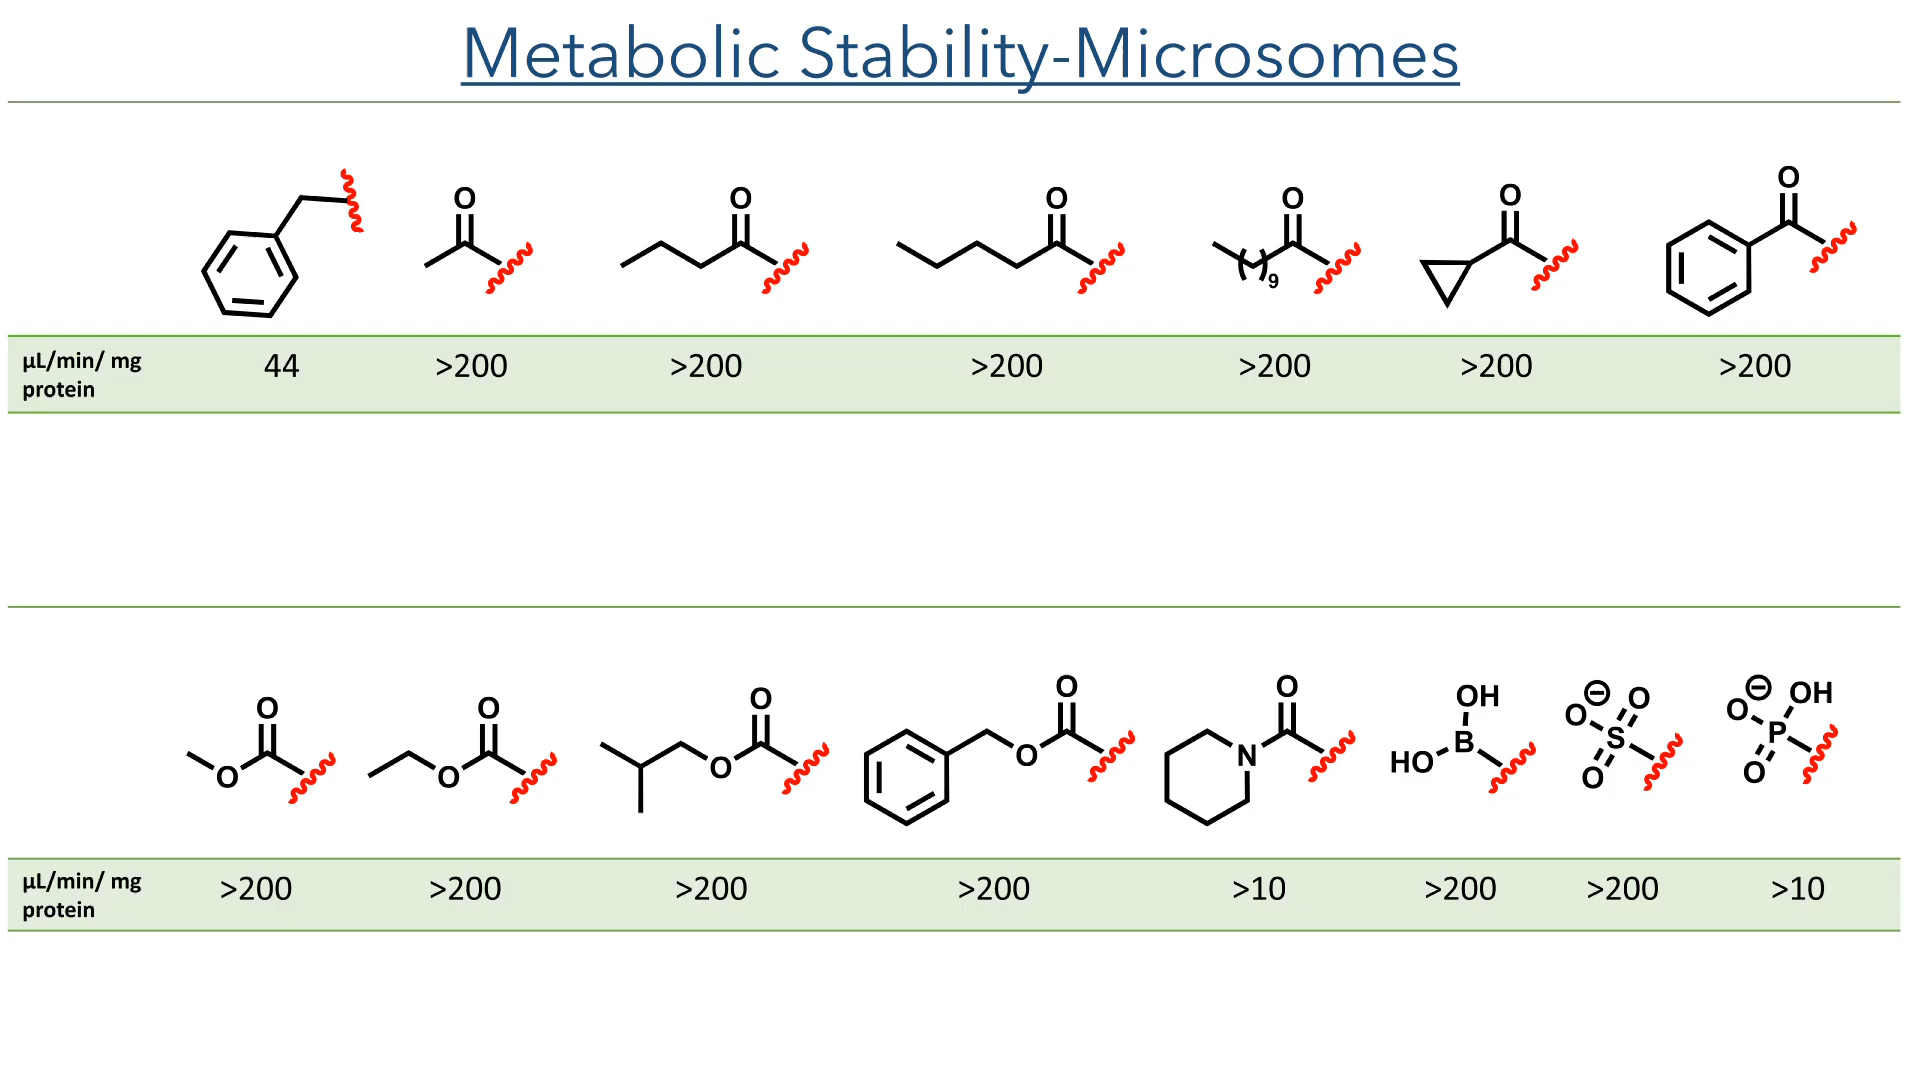 Metabolic Stability-Microsomes
O O O O O O
9
µL/min/ mg protein 44 >200 >200 >200 >200 >200 >200
O O O O O OH O O OH
O O O O N HO B S O P
O O
µL/min/ mg protein >200 >200 >200 >200 >10 >200 >200 >10